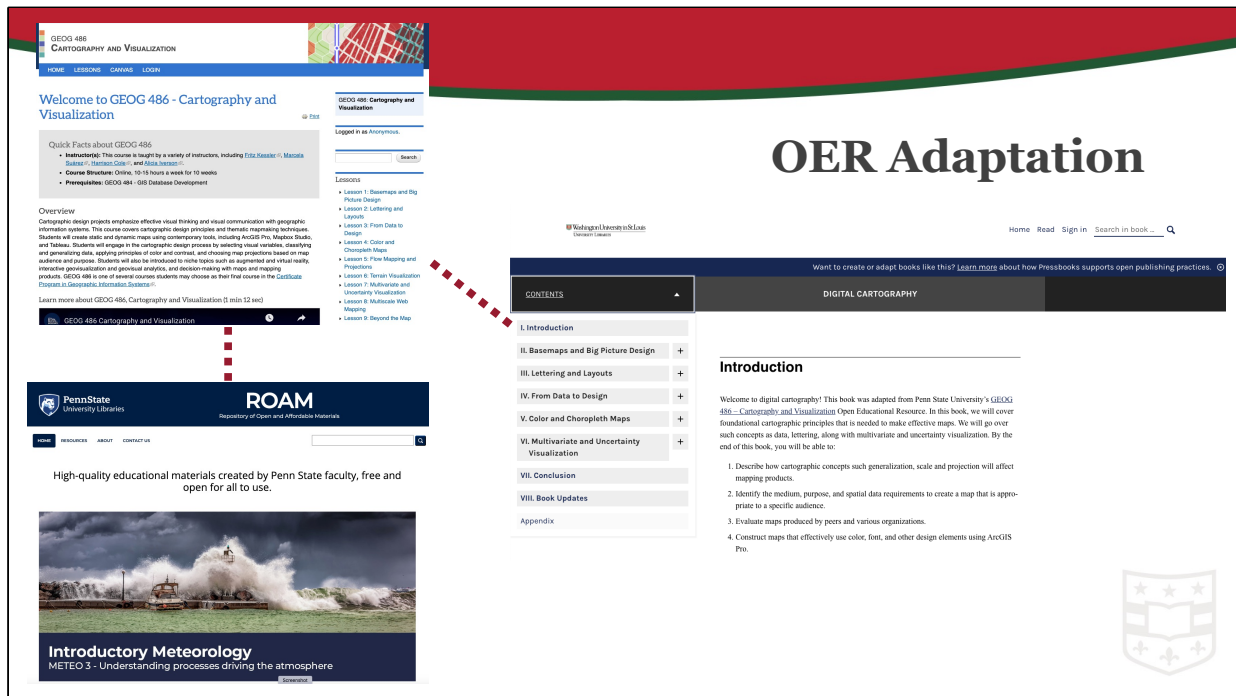 GEOG 486
CARTOGRAPHY AND VISUALIZATION
HOME LESSONS CANVAS LOGIN
Welcome to GEOG 486 - Cartography and
Visualization
Print
Quick Facts about GEOG 486
• Instructor(s): This course is taught by a variety of instructors, including Fritz Kessler, Marcela
Suárez, Harrison Cole, and Alicia Iverson.
• Course Structure: Online, 10-15 hours a week for 10 weeks
• Prerequisites: GEOG 484 - GIS Database Development
Overview
Cartographic design projects emphasize effective visual thinking and visual communication with geographic
information systems. This course covers cartographic design principles and thematic mapmaking techniques.
Students will create static and dynamic maps using contemporary tools, including ArcGIS Pro, Mapbox Studio,
and Tableau. Students will engage in the cartographic design process by selecting visual variables, classifying
and generalizing data, applying principles of color and contrast, and choosing map projections based on map
audience and purpose. Students will also be introduced to niche topics such as augmented and virtual reality,
interactive geovisualization and geovisual analytics, and decision-making with maps and mapping
products. GEOG 486 is one of several courses students may choose as their final course in the Certificate
Program in Geographic Information Systems.
Learn more about GEOG 486, Cartography and Visualization (1 min 12 sec)
GEOG 486 Cartography and Visualization
GEOG 486: Cartography and
Visualization
Logged in as Anonymous.
Search
Lessons
• Lesson 1: Basemaps and Big
Picture Design
• Lesson 2: Lettering and
Layouts
• Lesson 3: From Data to
Design
• Lesson 4: Color and
Choropleth Maps
• Lesson 5: Flow Mapping and
Projections
• Lesson 6: Terrain Visualization
• Lesson 7: Multivariate and
Uncertainty Visualization
• Lesson 8: Multiscale Web
Mapping
• Lesson 9: Beyond the Map
PennState
University Libraries
ROAM
Repository of Open and Affordable Materials
HOME RESOURCES ABOUT CONTACT US
High-quality educational materials created by Penn State faculty, free and
open for all to use.
Introductory Meteorology
METEO 3 - Understanding processes driving the atmosphere
Screenshot
OER Adaptation
Washington University in St. Louis
UNIVERSITY LIBRARIES
Home Read Sign in Search in book ...
Want to create or adapt books like this? Learn more about how Pressbooks supports open publishing practices.
CONTENTS
DIGITAL CARTOGRAPHY
I. Introduction
II. Basemaps and Big Picture Design +
III. Lettering and Layouts +
IV. From Data to Design +
V. Color and Choropleth Maps +
VI. Multivariate and Uncertainty +
Visualization
VII. Conclusion
VIII. Book Updates
Appendix
Introduction
Welcome to digital cartography! This book was adapted from Penn State University's GEOG
486 – Cartography and Visualization Open Educational Resource. In this book, we will cover
foundational cartographic principles that is needed to make effective maps. We will go over
such concepts as data, lettering, along with multivariate and uncertainty visualization. By the
end of this book, you will be able to:
1. Describe how cartographic concepts such generalization, scale and projection will affect
mapping products.
2. Identify the medium, purpose, and spatial data requirements to create a map that is appro-
priate to a specific audience.
3. Evaluate maps produced by peers and various organizations.
4. Construct maps that effectively use color, font, and other design elements using ArcGIS
Pro.